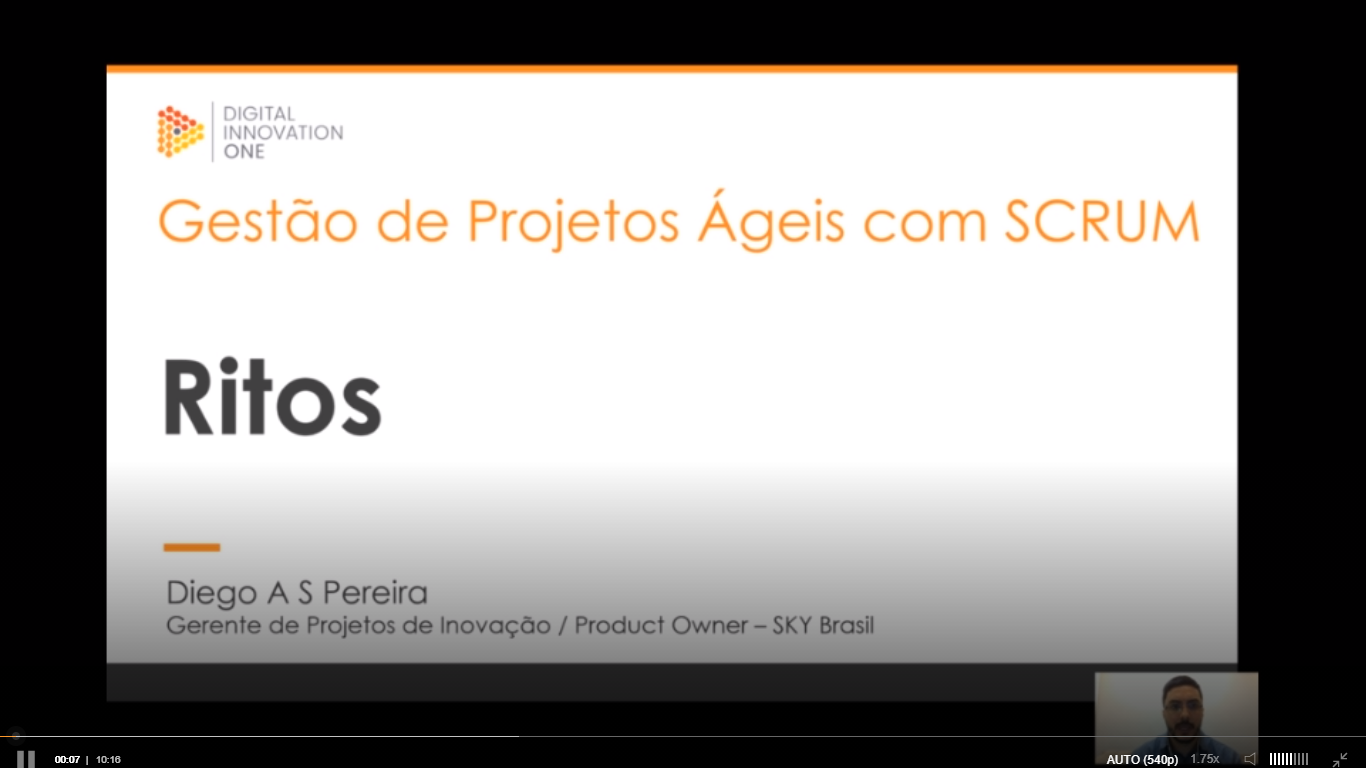 DIGITAL
INNOVATION
ONE
Gestão de Projetos Ágeis com SCRUM
Ritos
Diego A S Pereira
Gerente de Projetos de Inovação / Product Owner – SKY Brasil
00:07 | 10:16
AUTO (540p) 1.75x